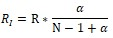 R_I = R * α / (N − 1 + α)